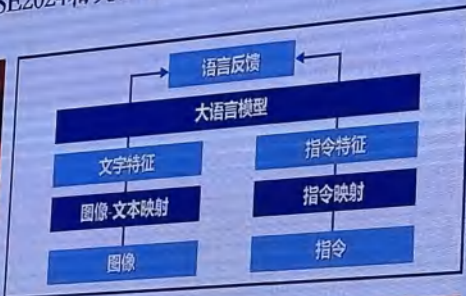 SE2024
语言反馈
大语言模型
文字特征 指令特征
图像-文本映射 指令映射
图像 指令